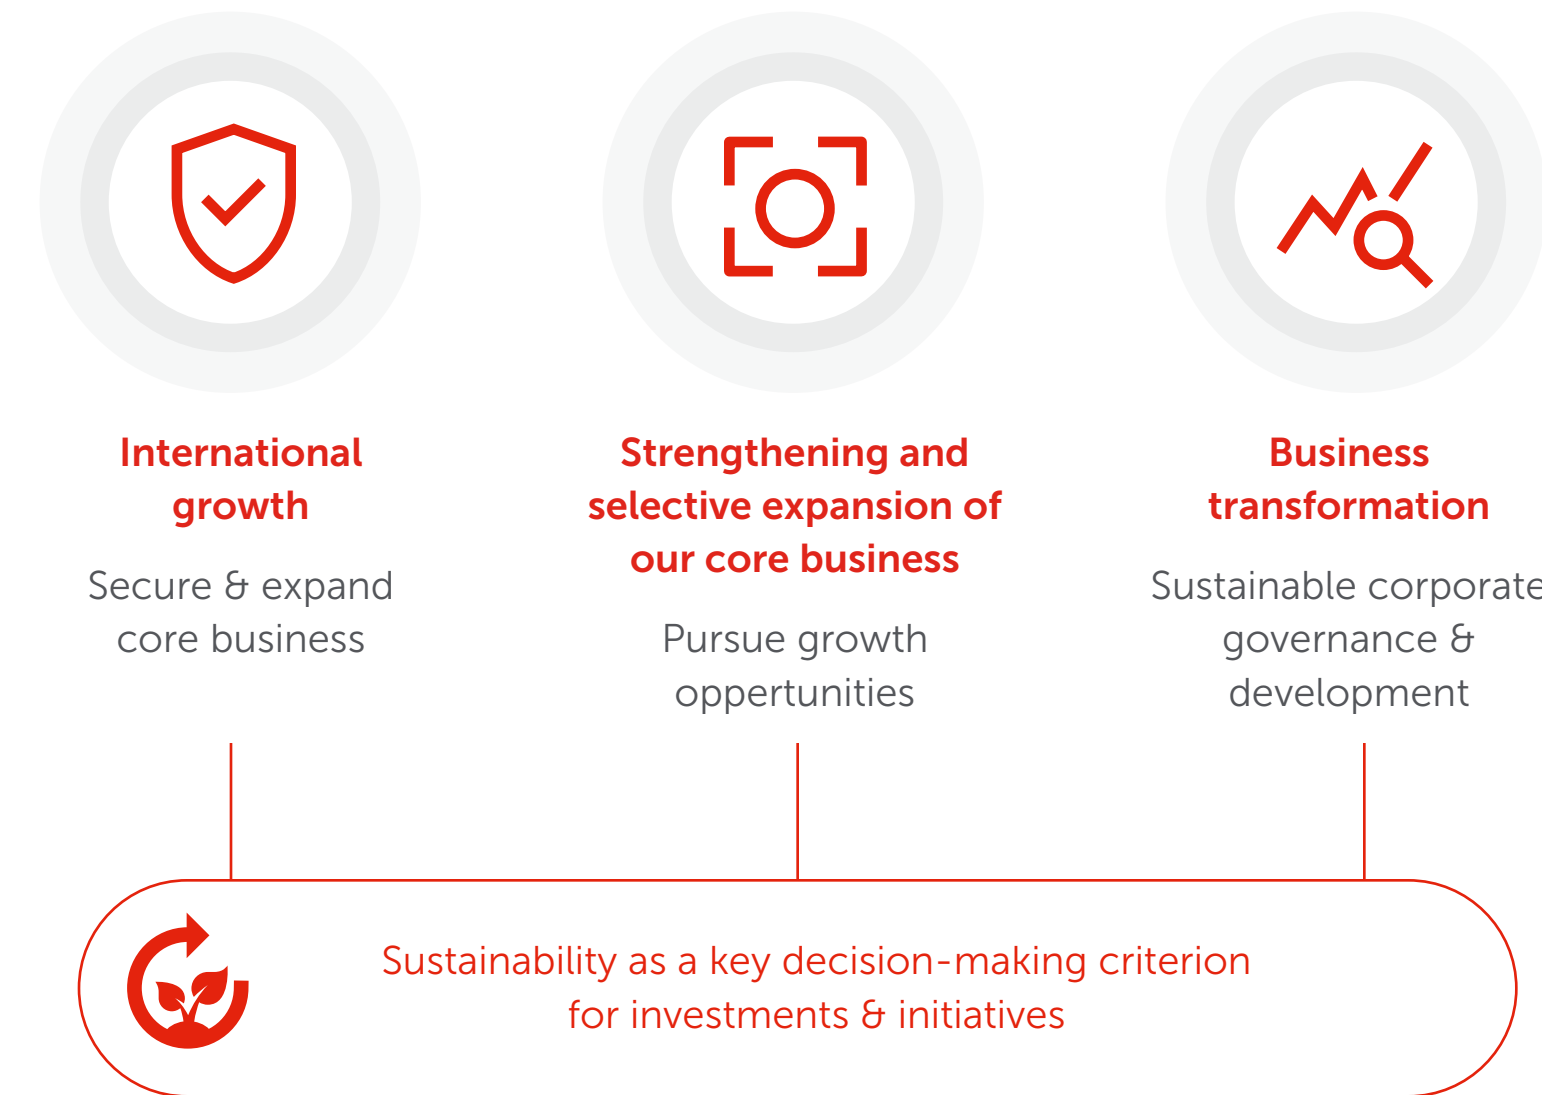 International
growth
Secure & expand
core business
Strengthening and
selective expansion of
our core business
Pursue growth
oppertunities
Business
transformation
Sustainable corporate
governance &
development
Sustainability as a key decision-making criterion
for investments & initiatives